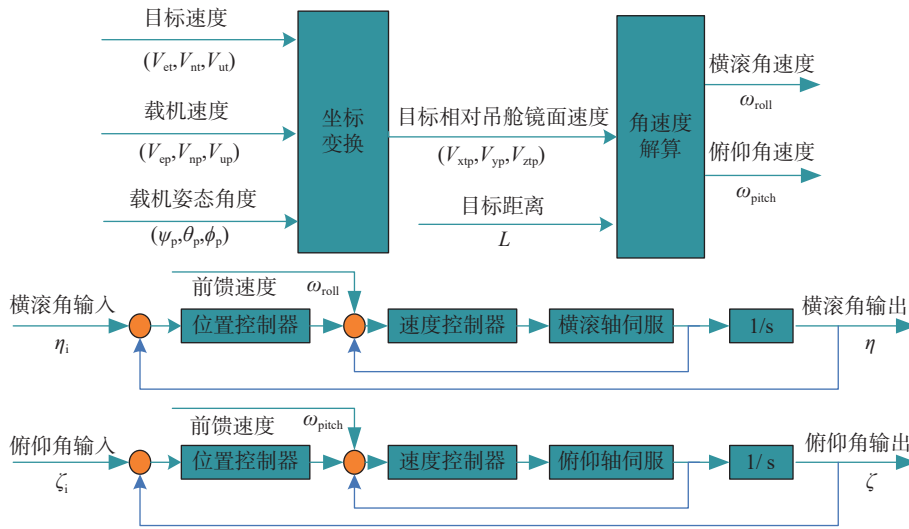 目标速度
(Vet,Vnt,Vut)
载机速度
(Vep,Vnp,Vup)
载机姿态角度
(ψp,θp,ϕp)
坐标
变换
目标相对吊舱镜面速度
(Vxtp,Vyp,Vztp)
目标距离
L
角速度
解算
横滚角速度
ωroll
俯仰角速度
ωpitch
横滚角输入
ηi
前馈速度 ωroll
位置控制器
速度控制器
横滚轴伺服
1/s
横滚角输出
η
俯仰角输入
ζi
前馈速度 ωpitch
位置控制器
速度控制器
俯仰轴伺服
1/ s
俯仰角输出
ζ